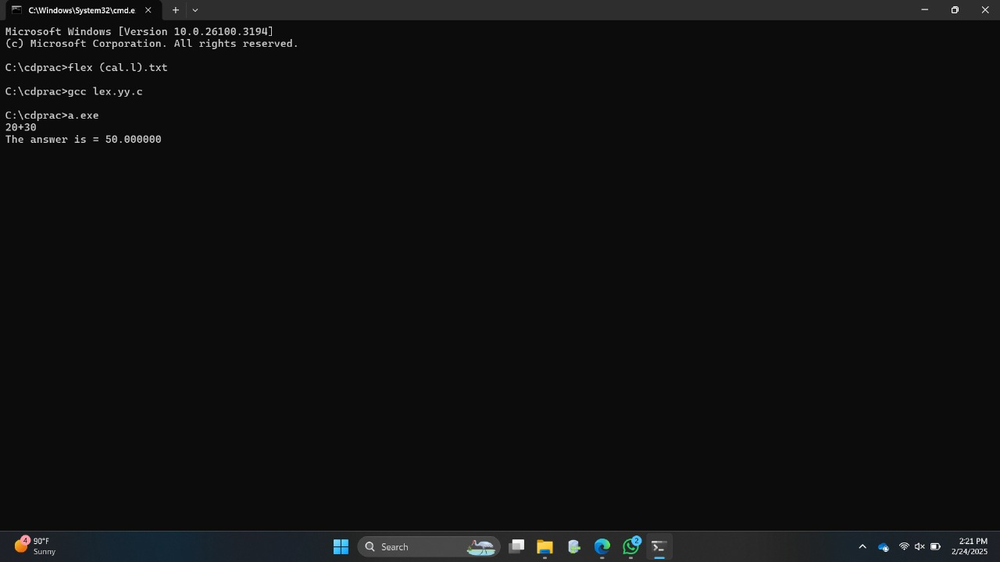 C:\Windows\System32\cmd.e
Microsoft Windows [Version 10.0.26100.3194]
(c) Microsoft Corporation. All rights reserved.
C:\cdprac>flex (cal.l).txt
C:\cdprac>gcc lex.yy.c
C:\cdprac>a.exe
20+30
The answer is = 50.000000
4
90°F
Sunny
Search
2
2:21 PM
2/24/2025